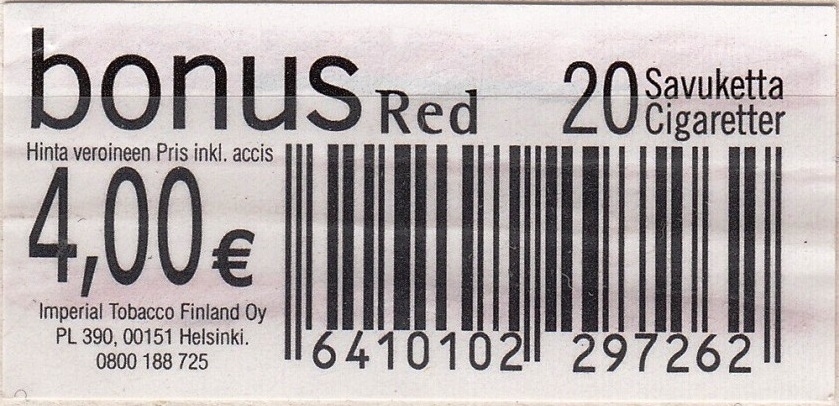 bonus Red
20 Savuketta
Cigaretter
Hinta veroineen Pris inkl. accis
4,00€
Imperial Tobacco Finland Oy
PL 390, 00151 Helsinki.
0800 188 725
6410102 297262